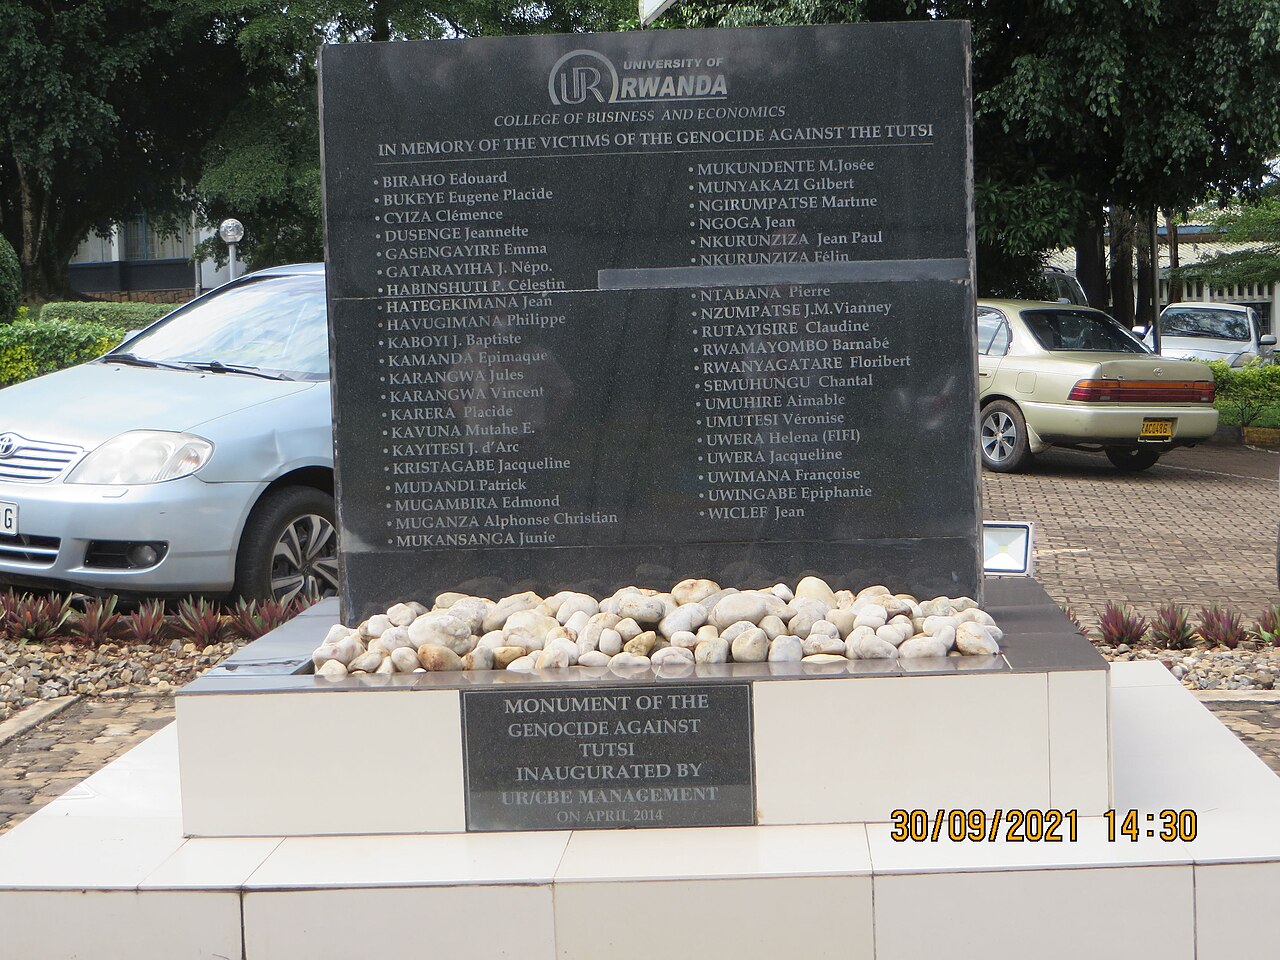 UR UNIVERSITY OF
RWANDA
COLLEGE OF BUSINESS AND ECONOMICS
IN MEMORY OF THE VICTIMS OF THE GENOCIDE AGAINST THE TUTSI
• BIRAHO Edouard
• BUKEYE Eugene Placide
• CYIZA Clémence
• DUSENGE Jeannette
• GASENGAYIRE Emma
• GATARAYIHA J. Népo.
• HABINSHUTI P. Célestin
• HATEGEKIMANA Jean
• HAVUGIMANA Philippe
• KABOYI J. Baptiste
• KAMANDA Epimaque
• KARANGWA Jules
• KARANGWA Vincent
• KARERA Placide
• KAVUNA Mutahe E.
• KAYITESI J. d'Arc
• KRISTAGABE Jacqueline
• MUDANDI Patrick
• MUGAMBIRA Edmond
• MUGANZA Alphonse Christian
• MUKANSANGA Junie
• MUKUNDENTE M.Josée
• MUNYAKAZI Gılbert
• NGIRUMPATSE Martıne
• NGOGA Jean
• NKURUNZIZA Jean Paul
• NKURUNZIZA Félin
• NTABANA Pierre
• NZUMPATSE J.M.Vianney
• RUTAYISIRE Claudine
• RWAMAYOMBO Barnabé
• RWANYAGATARE Floribert
• SEMUHUNGU Chantal
• UMUHIRE Aimable
• UMUTESI Véronise
• UWERA Helena (FIFI)
• UWERA Jacqueline
• UWIMANA Françoise
• UWINGABE Epiphanie
• WICLEF Jean
MONUMENT OF THE
GENOCIDE AGAINST
TUTSI
INAUGURATED BY
UR/CBE MANAGEMENT
ON APRIL 2014
30/09/2021 14:30